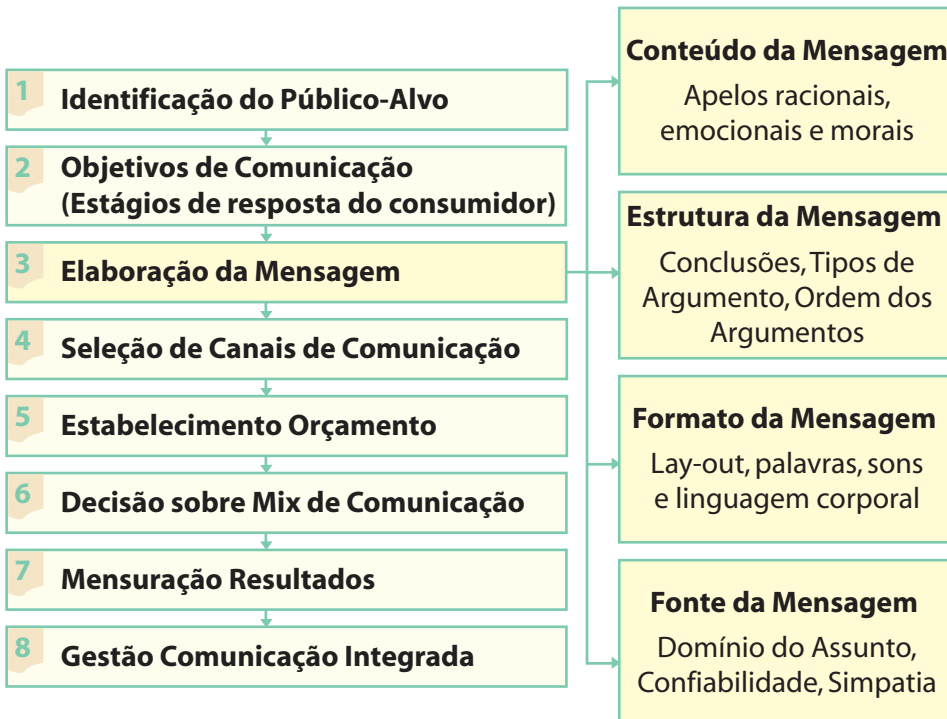 1 Identificação do Público-Alvo
2 Objetivos de Comunicação
(Estágios de resposta do consumidor)
3 Elaboração da Mensagem
4 Seleção de Canais de Comunicação
5 Estabelecimento Orçamento
6 Decisão sobre Mix de Comunicação
7 Mensuração Resultados
8 Gestão Comunicação Integrada
Conteúdo da Mensagem
Apelos racionais,
emocionais e morais
Estrutura da Mensagem
Conclusões, Tipos de
Argumento, Ordem dos
Argumentos
Formato da Mensagem
Lay-out, palavras, sons
e linguagem corporal
Fonte da Mensagem
Domínio do Assunto,
Confiabilidade, Simpatia